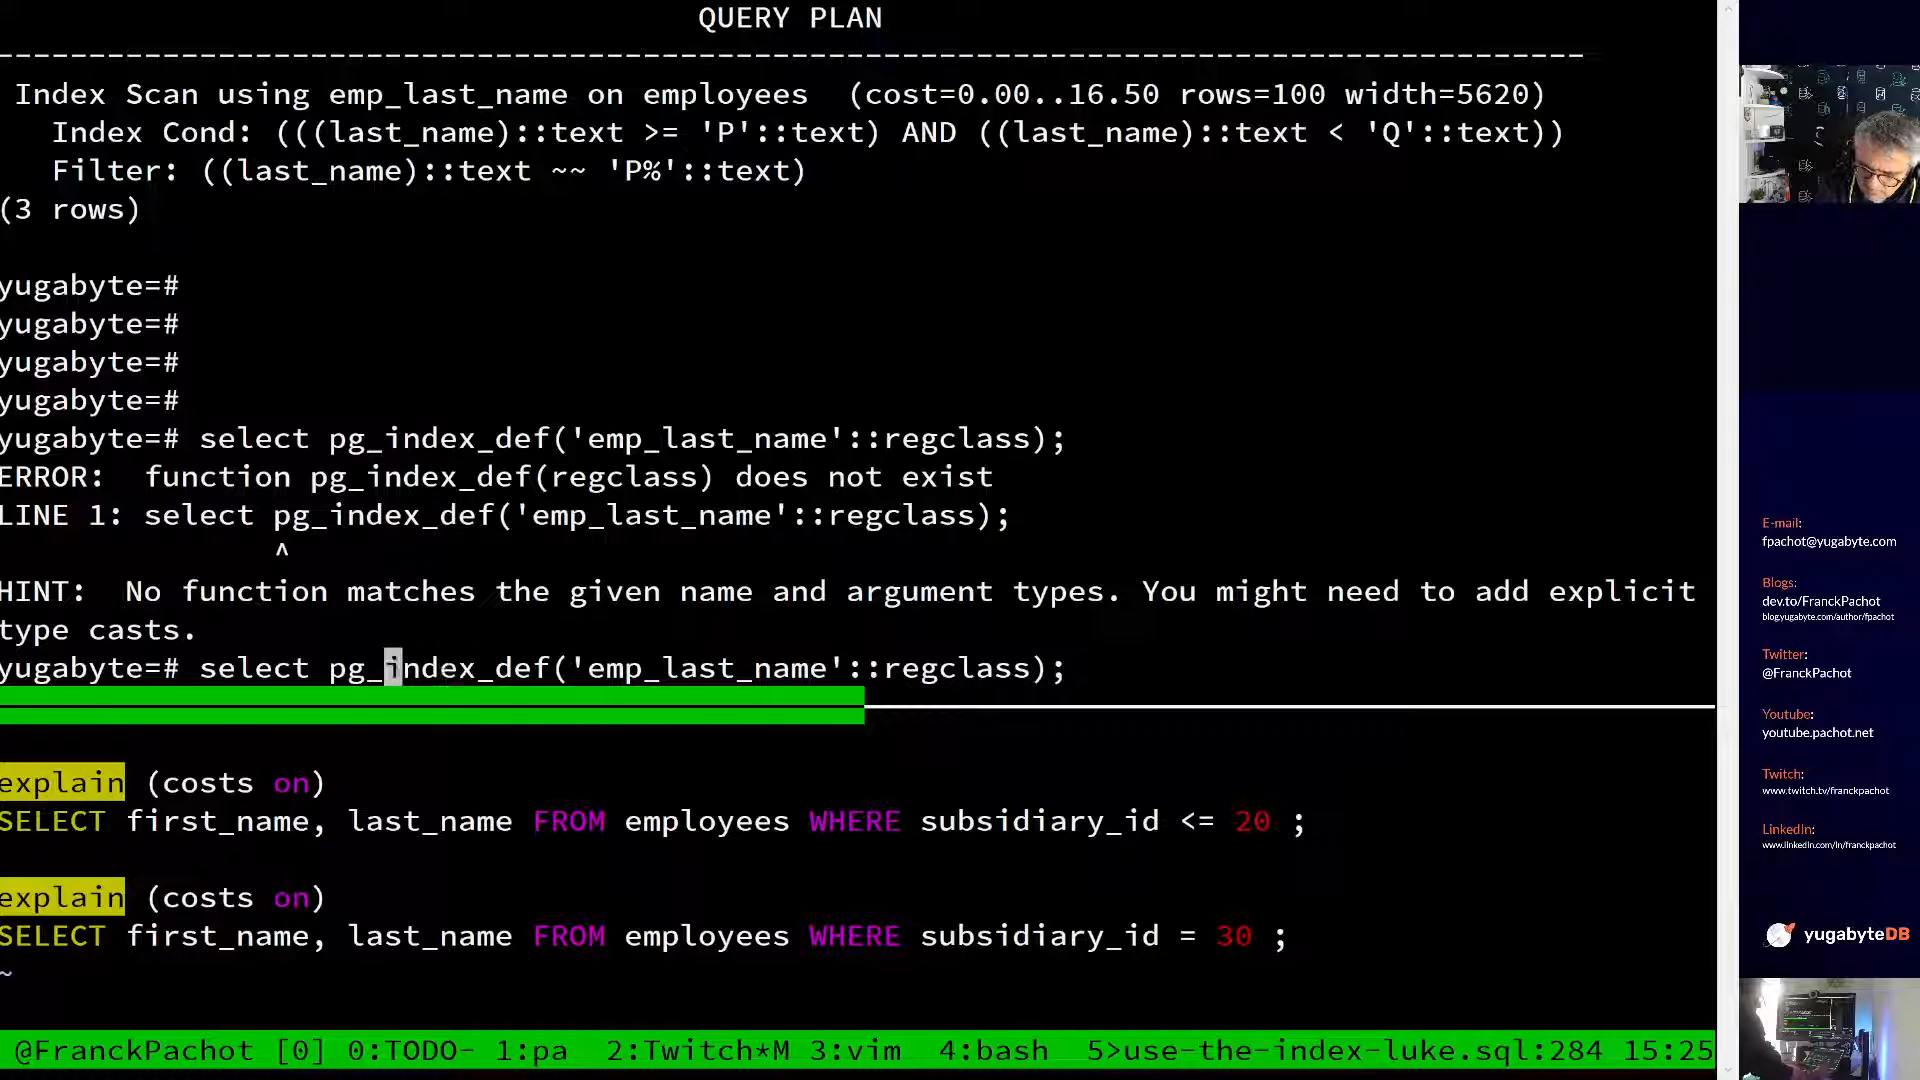 QUERY PLAN
--------------------------------------------------------------------------------------
Index Scan using emp_last_name on employees  (cost=0.00..16.50 rows=100 width=5620)
Index Cond: (((last_name)::text >= 'P'::text) AND ((last_name)::text < 'Q'::text))
Filter: ((last_name)::text ~~ 'P%'::text)
(3 rows)
yugabyte=#
yugabyte=#
yugabyte=#
yugabyte=#
yugabyte=# select pg_index_def('emp_last_name'::regclass);
ERROR:  function pg_index_def(regclass) does not exist
LINE 1: select pg_index_def('emp_last_name'::regclass);
^
HINT:  No function matches the given name and argument types. You might need to add explicit
type casts.
yugabyte=# select pg_index_def('emp_last_name'::regclass);
explain (costs on)
SELECT first_name, last_name FROM employees WHERE subsidiary_id <= 20 ;
explain (costs on)
SELECT first_name, last_name FROM employees WHERE subsidiary_id = 30 ;
~
@FranckPachot [0] 0:TODO- 1:pa  2:Twitch*M 3:vim  4:bash  5>use-the-index-luke.sql:284 15:25
E-mail:
fpachot@yugabyte.com
Blogs:
dev.to/FranckPachot
blog.yugabyte.com/author/fpachot
Twitter:
@FranckPachot
Youtube:
youtube.pachot.net
Twitch:
www.twitch.tv/franckpachot
LinkedIn:
www.linkedin.com/in/franckpachot
yugabyteDB